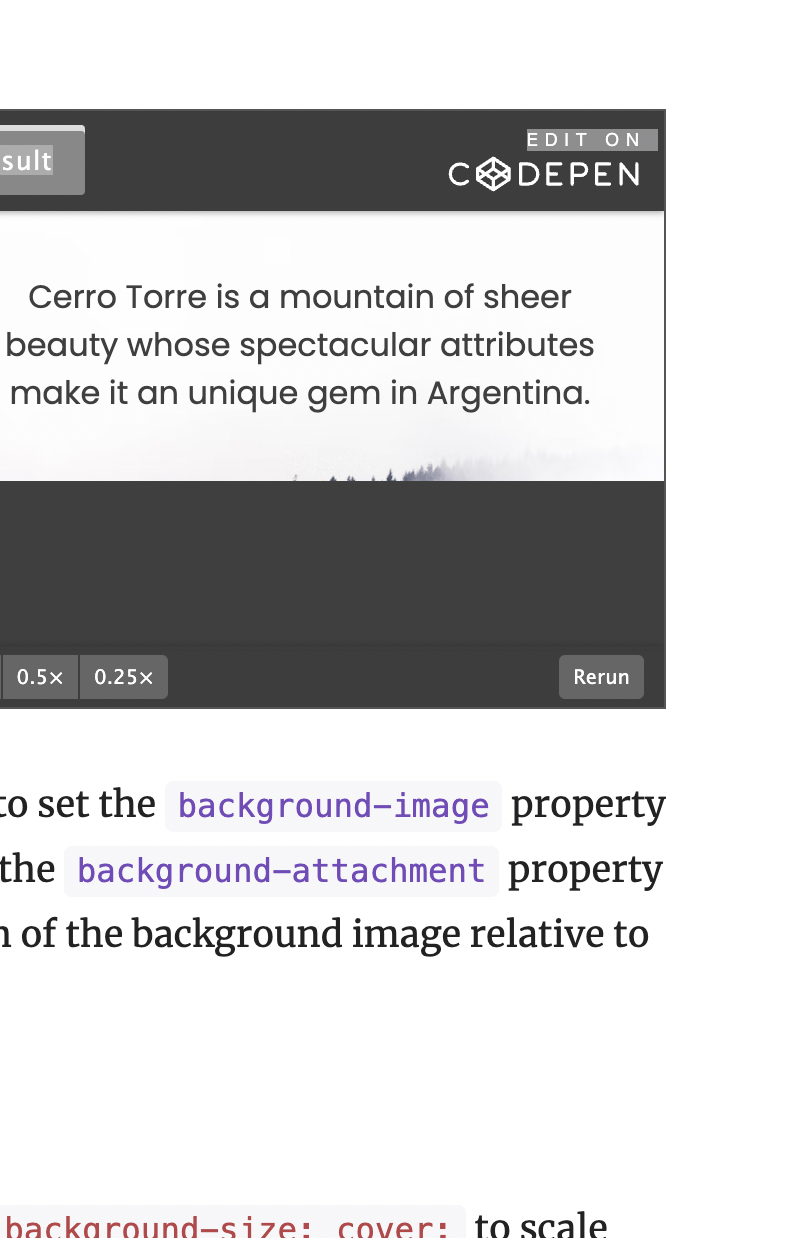 sult
EDIT ON
CODEPEN
Cerro Torre is a mountain of sheer
beauty whose spectacular attributes
make it an unique gem in Argentina.
0.5× 0.25× Rerun
to set the background-image property
the background-attachment property
n of the background image relative to
background-size: cover; to scale